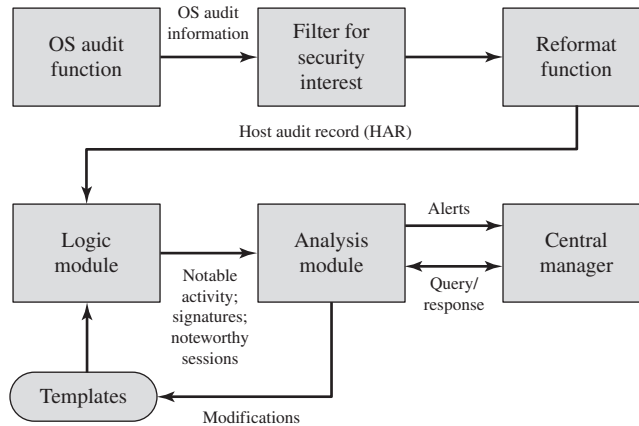 OS audit
function
OS audit
information
Filter for
security
interest
Reformat
function
Host audit record (HAR)
Logic
module
Notable
activity;
signatures;
noteworthy
sessions
Analysis
module
Alerts
Query/
response
Central
manager
Templates
Modifications